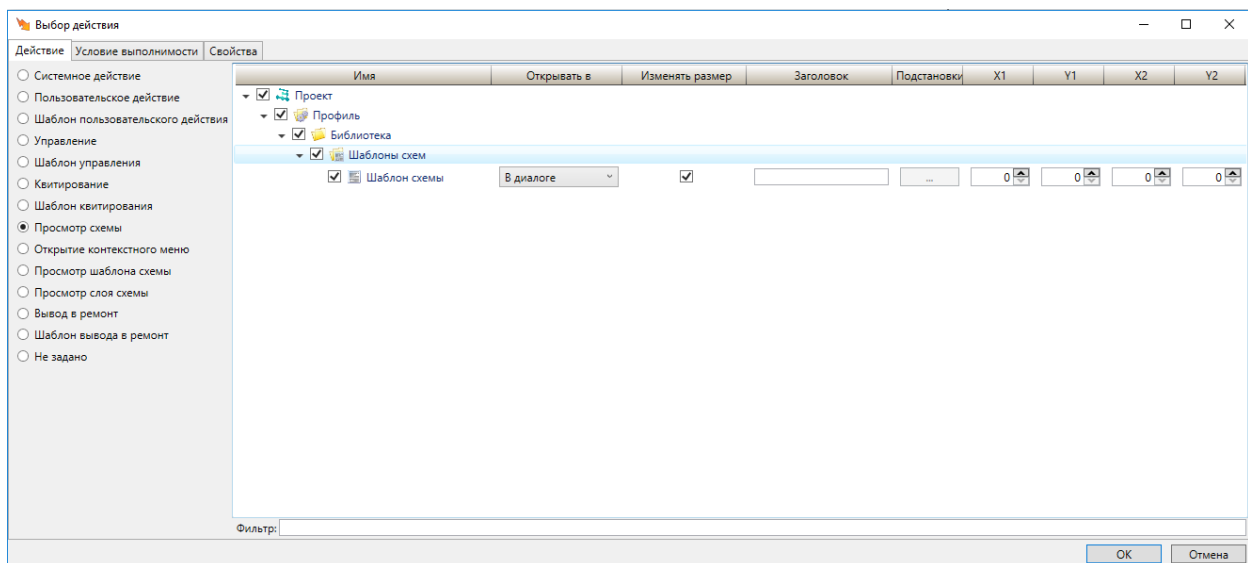 Выбор действия
Действие Условие выполнимости Свойства
Системное действие
Пользовательское действие
Шаблон пользовательского действия
Управление
Шаблон управления
Квитирование
Шаблон квитирования
Просмотр схемы
Открытие контекстного меню
Просмотр шаблона схемы
Просмотр слоя схемы
Вывод в ремонт
Шаблон вывода в ремонт
Не задано
Имя Открывать в Изменять размер Заголовок Подстановки X1 Y1 X2 Y2
Проект
Профиль
Библиотека
Шаблоны схем
Шаблон схемы В диалоге ... 0 0 0 0
Фильтр:
OK Отмена